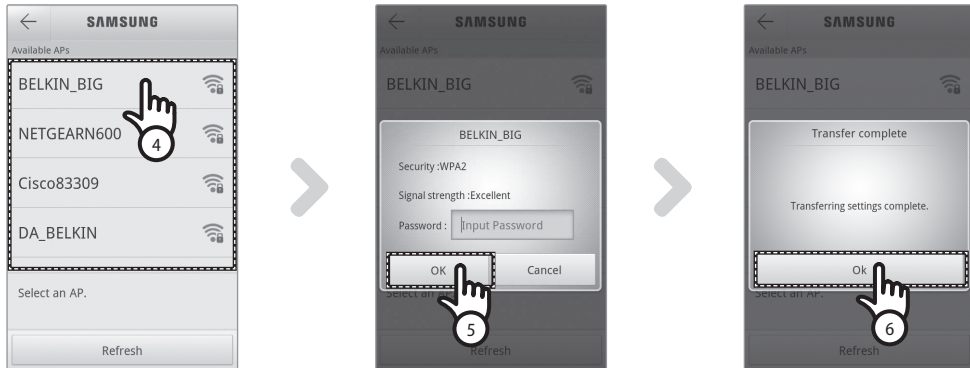 SAMSUNG
Available APs
BELKIN_BIG
NETGEARN600
4
Cisco83309
DA_BELKIN
Select an AP.
Refresh
SAMSUNG
Available APs
BELKIN_BIG
BELKIN_BIG
Security :WPA2
Signal strength :Excellent
Password : Input Password
OK Cancel
Select an AP.
5
Refresh
SAMSUNG
Available APs
BELKIN_BIG
Transfer complete
Transferring settings complete.
Ok
Select an AP.
6
Refresh